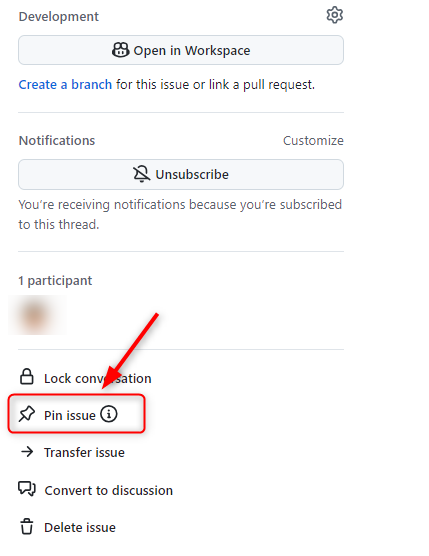 Development
Open in Workspace
Create a branch for this issue or link a pull request.
Notifications
Customize
Unsubscribe
You’re receiving notifications because you’re subscribed
to this thread.
1 participant
Lock conversation
Pin issue
Transfer issue
Convert to discussion
Delete issue